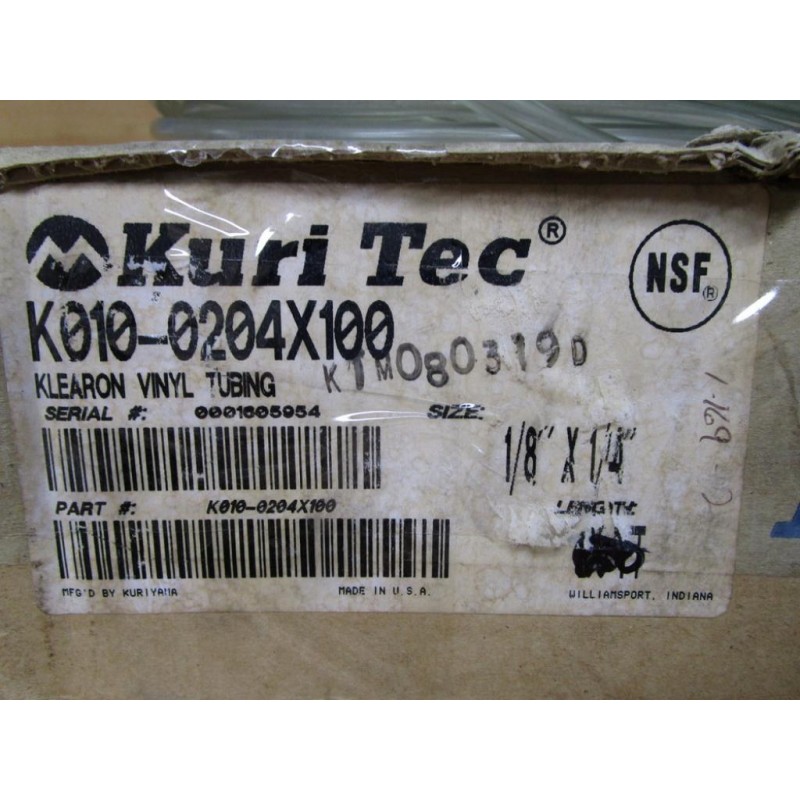 Kuri Tec®
NSF®
K010-0204X100
K1M080319D
KLEARON VINYL TUBING
SERIAL #: 0001605954 SIZE:
1/8" X 1/4"
PART #: K010-0204X100 LENGTH:
MFG'D BY KURIYAMA MADE IN U.S.A. WILLIAMSPORT, INDIANA